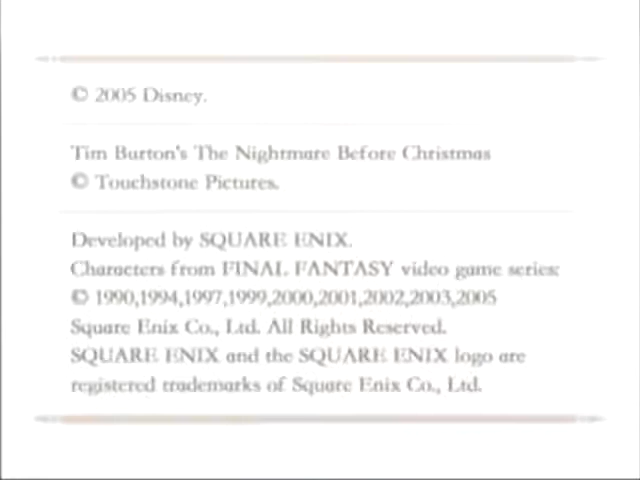 © 2005 Disney.
Tim Burton's The Nightmare Before Christmas
© Touchstone Pictures.
Developed by SQUARE ENIX.
Characters from FINAL FANTASY video game series:
© 1990,1994,1997,1999,2000,2001,2002,2003,2005
Square Enix Co., Ltd. All Rights Reserved.
SQUARE ENIX and the SQUARE ENIX logo are
registered trademarks of Square Enix Co., Ltd.